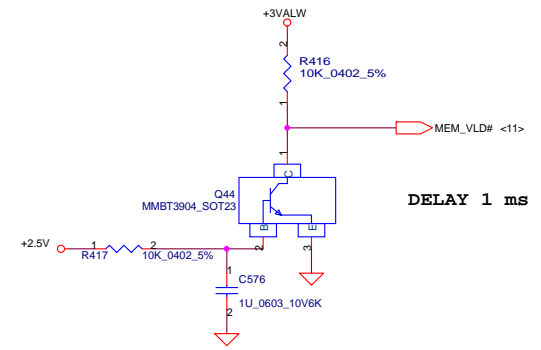 +3VALW
2
R416
10K_0402_5%
1
MEM_VLD# <11>
1
C
Q44
MMBT3904_SOT23
DELAY 1 ms
B
E
+2.5V
1
2
2
3
R417
10K_0402_5%
1
C576
1U_0603_10V6K
2